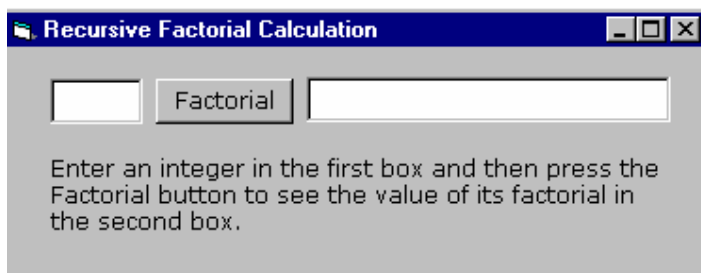 Recursive Factorial Calculation
Factorial
Enter an integer in the first box and then press the
Factorial button to see the value of its factorial in
the second box.